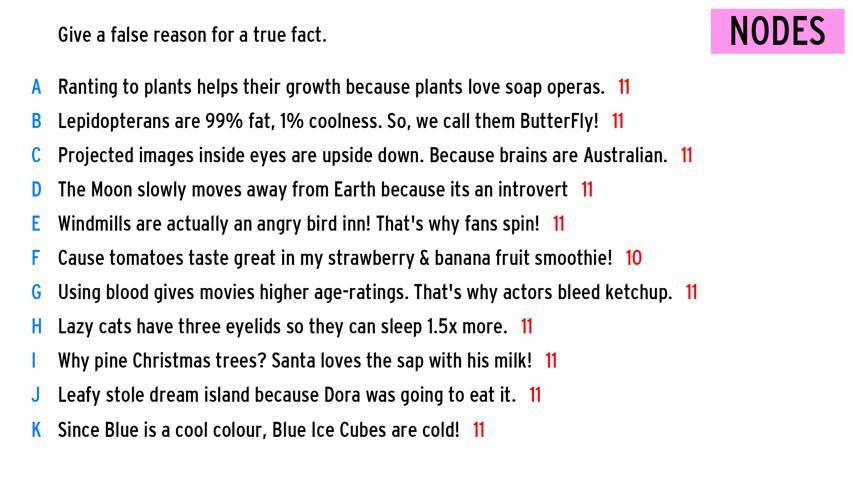 Give a false reason for a true fact.
NODES
A Ranting to plants helps their growth because plants love soap operas. 11
B Lepidopterans are 99% fat, 1% coolness. So, we call them ButterFly! 11
C Projected images inside eyes are upside down. Because brains are Australian. 11
D The Moon slowly moves away from Earth because its an introvert 11
E Windmills are actually an angry bird inn! That's why fans spin! 11
F Cause tomatoes taste great in my strawberry & banana fruit smoothie! 10
G Using blood gives movies higher age-ratings. That's why actors bleed ketchup. 11
H Lazy cats have three eyelids so they can sleep 1.5x more. 11
I Why pine Christmas trees? Santa loves the sap with his milk! 11
J Leafy stole dream island because Dora was going to eat it. 11
K Since Blue is a cool colour, Blue Ice Cubes are cold! 11